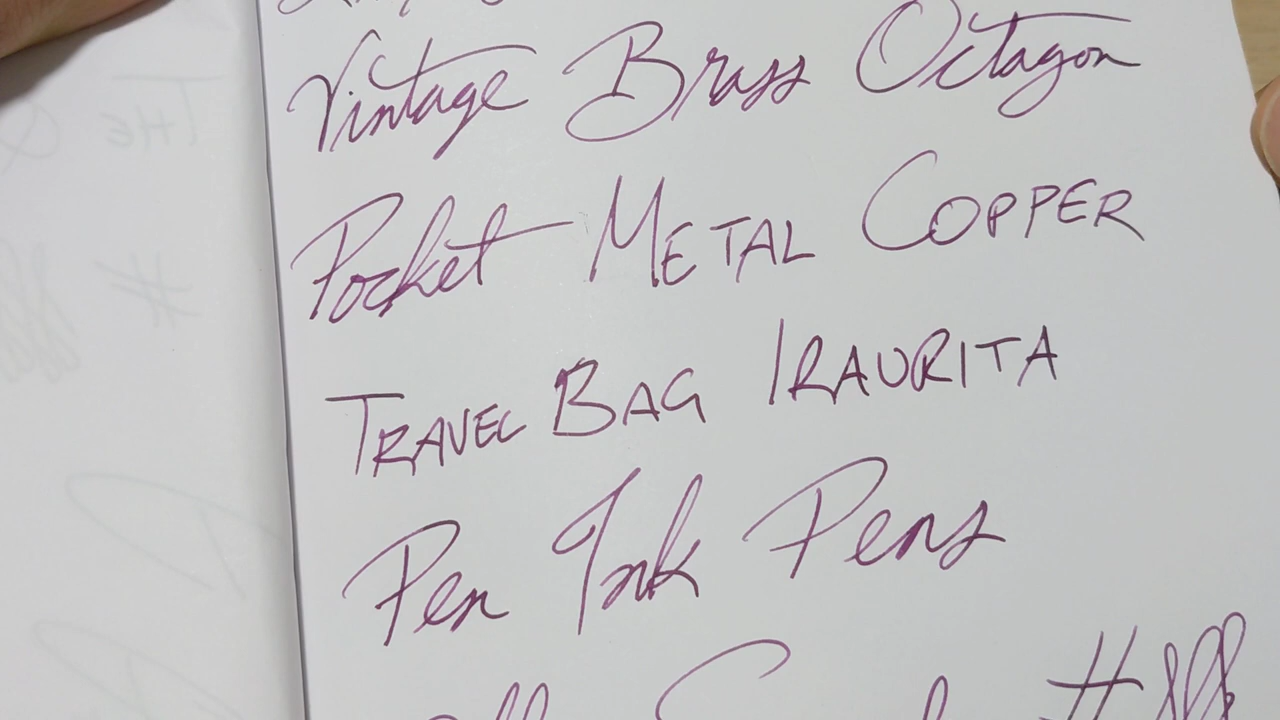 Vintage Brass Octagon
Pocket METAL COPPER
TRAVEL BAG IRAURITA
Pen Ink Pens
#